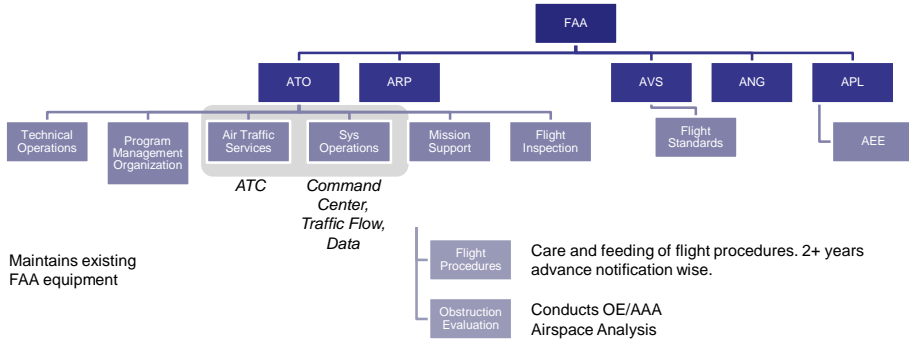 FAA
ATO
ARP
AVS
ANG
APL
Technical
Operations
Program
Management
Organization
Air Traffic
Services
Sys
Operations
Mission
Support
Flight
Inspection
Flight
Standards
AEE
ATC
Command
Center,
Traffic Flow,
Data
Maintains existing
FAA equipment
Flight
Procedures
Care and feeding of flight procedures. 2+ years
advance notification wise.
Obstruction
Evaluation
Conducts OE/AAA
Airspace Analysis